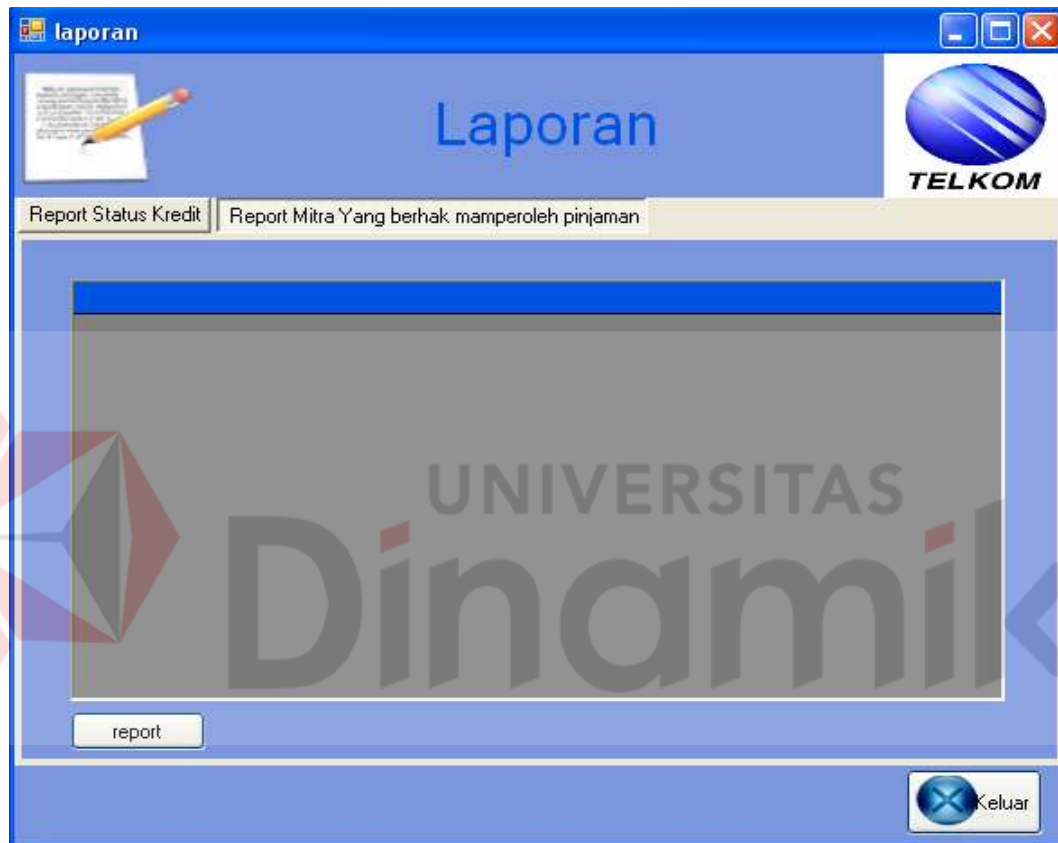 laporan
Laporan
TELKOM
Report Status Kredit
Report Mitra Yang berhak mamperoleh pinjaman
UNIVERSITAS
Dinamik
report
Keluar